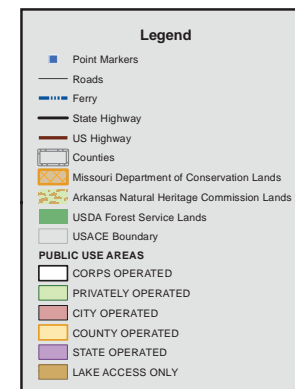 Legend
Point Markers
Roads
Ferry
State Highway
US Highway
Counties
Missouri Department of Conservation Lands
Arkansas Natural Heritage Commission Lands
USDA Forest Service Lands
USACE Boundary
PUBLIC USE AREAS
CORPS OPERATED
PRIVATELY OPERATED
CITY OPERATED
COUNTY OPERATED
STATE OPERATED
LAKE ACCESS ONLY